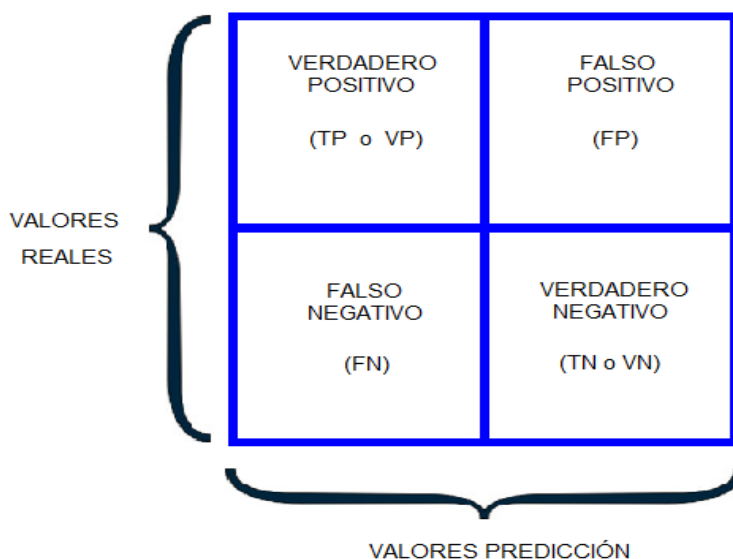 VERDADERO
POSITIVO
(TP o VP)
FALSO
POSITIVO
(FP)
VALORES
REALES
FALSO
NEGATIVO
(FN)
VERDADERO
NEGATIVO
(TN o VN)
VALORES PREDICCIÓN